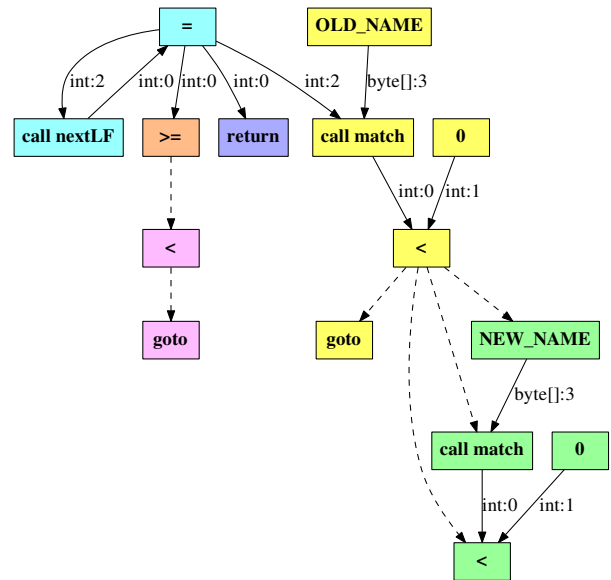 = OLD_NAME
int:2 int:0 int:0 int:0 int:2 byte[]:3
call nextLF >= return call match 0
int:0 int:1
< <
goto goto NEW_NAME
byte[]:3
call match 0
int:0 int:1
<